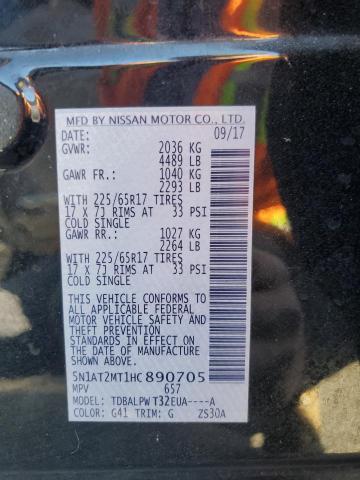 MFD BY NISSAN MOTOR CO., LTD.
DATE: 09/17
GVWR: 2036 KG
4489 LB
GAWR FR.: 1040 KG
2293 LB
WITH 225/65R17 TIRES
17 X 7J RIMS AT 33 PSI
COLD SINGLE
GAWR RR.: 1027 KG
2264 LB
WITH 225/65R17 TIRES
17 X 7J RIMS AT 33 PSI
COLD SINGLE
THIS VEHICLE CONFORMS TO
ALL APPLICABLE FEDERAL
MOTOR VEHICLE SAFETY
AND THEFT PREVENTION
STANDARDS IN EFFECT ON
THE DATE OF MANUFACTURE
SHOWN ABOVE.
5N1AT2MT1HC890705
MPV 657
MODEL: TDBALPW T32EUA----A
COLOR: G41 TRIM: G ZS30A